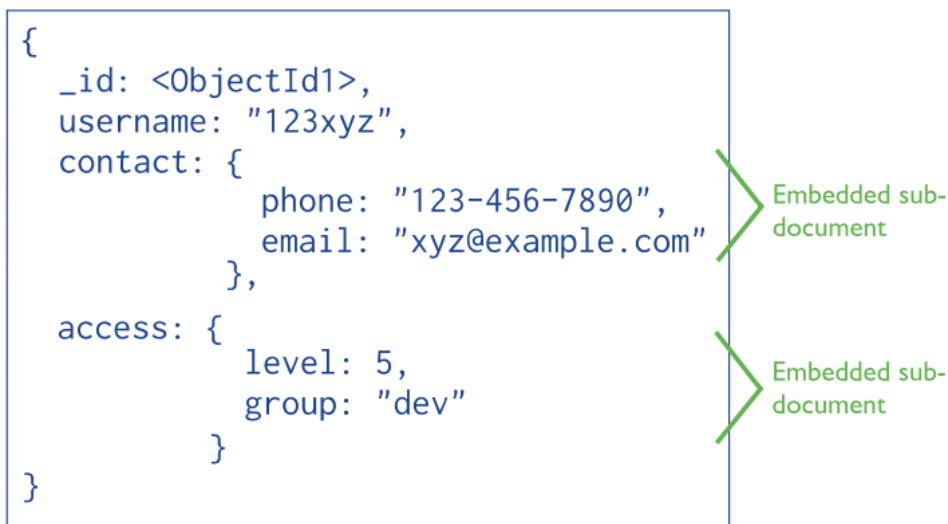 {
_id: <ObjectId1>,
username: "123xyz",
contact: {
phone: "123-456-7890",
email: "xyz@example.com"
},
access: {
level: 5,
group: "dev"
}
}
Embedded sub-
document
Embedded sub-
document